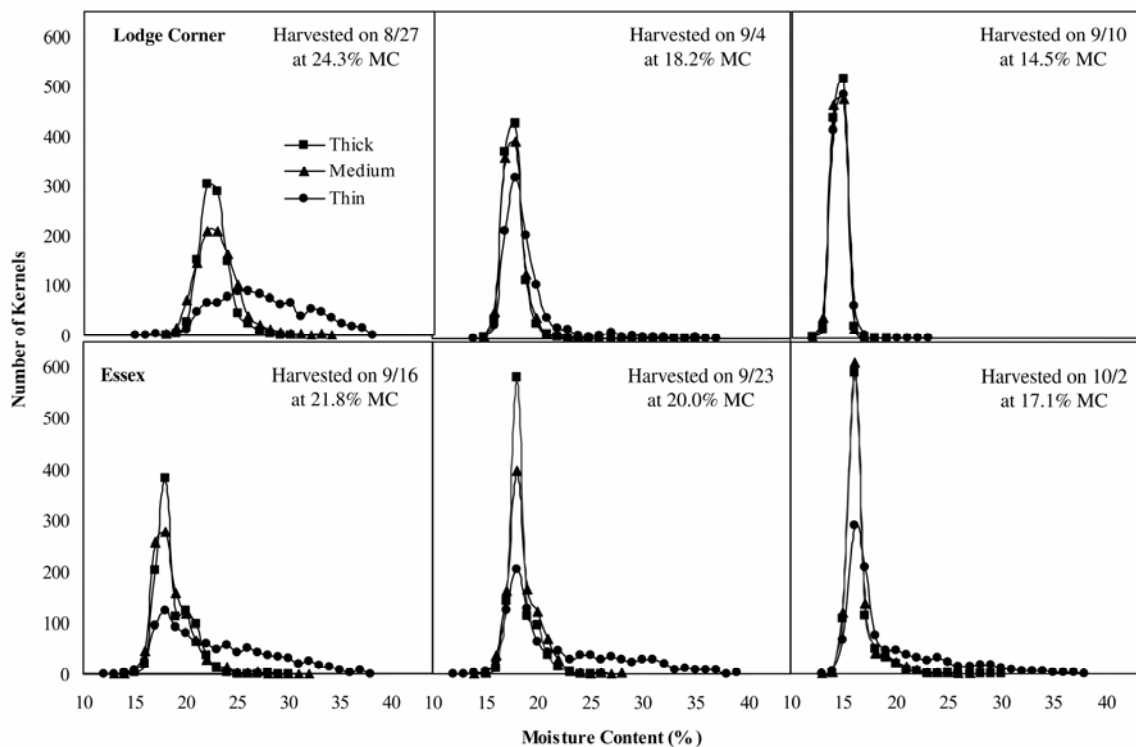 Lodge Corner
Harvested on 8/27
at 24.3% MC
Harvested on 9/4
at 18.2% MC
Harvested on 9/10
at 14.5% MC
600
500
400
300
200
100
0
Thick
Medium
Thin
Number of Kernels
Essex
Harvested on 9/16
at 21.8% MC
Harvested on 9/23
at 20.0% MC
Harvested on 10/2
at 17.1% MC
600
500
400
300
200
100
0
10 15 20 25 30 35 40 10 15 20 25 30 35 40 10 15 20 25 30 35 40
Moisture Content (%)